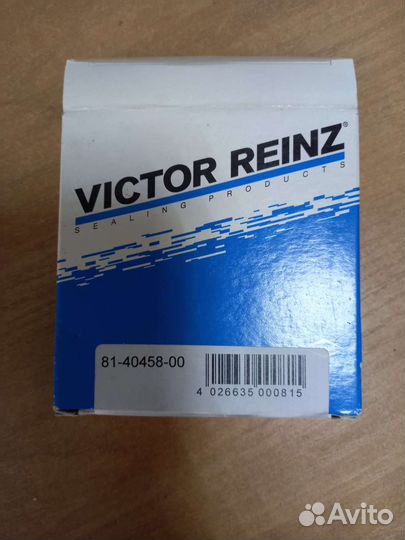 VICTOR REINZ®
SEALING PRODUCTS
81-40458-00
4 026635 000815
Avito